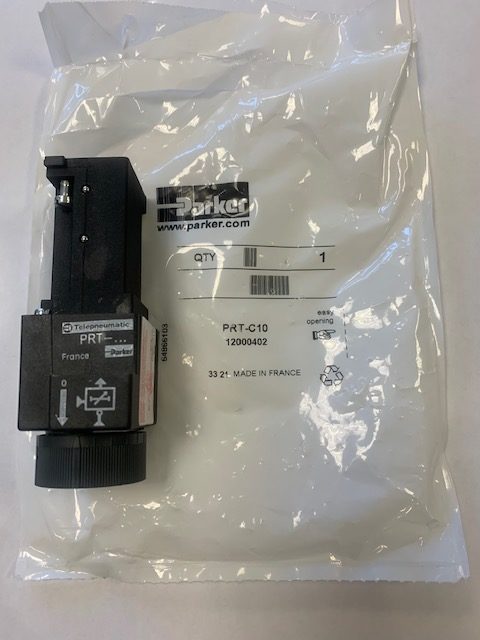 Parker
www.parker.com
QTY
1
easy
opening
PRT-C10
12000402
54966103
33 21 MADE IN FRANCE
Telepneumatic
PRT-...
France
Parker
0